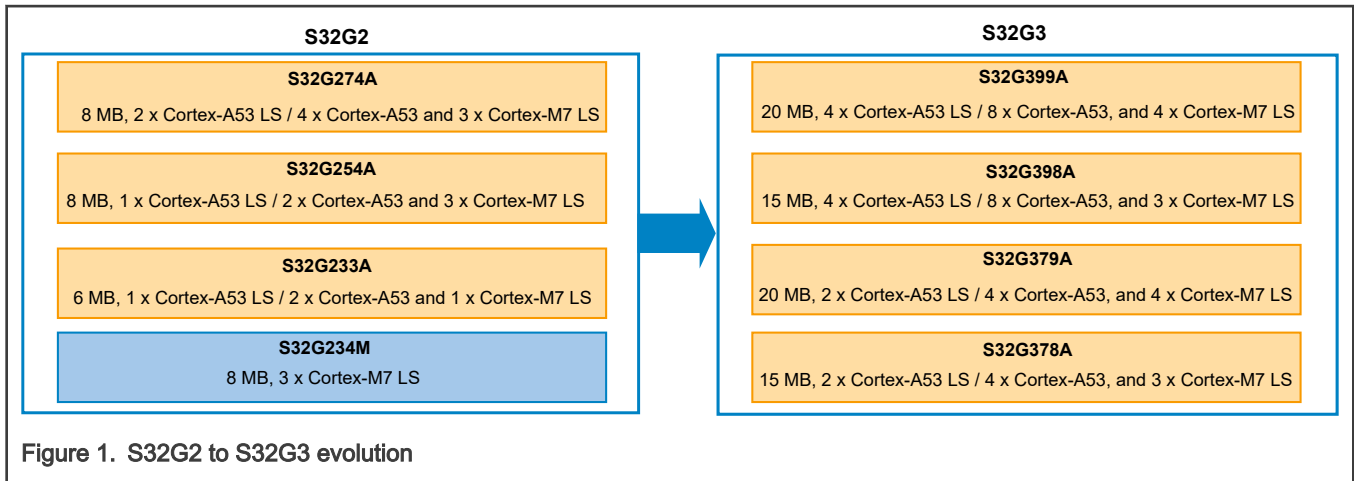 S32G2
S32G274A
8 MB, 2 x Cortex-A53 LS / 4 x Cortex-A53 and 3 x Cortex-M7 LS
S32G254A
8 MB, 1 x Cortex-A53 LS / 2 x Cortex-A53 and 3 x Cortex-M7 LS
S32G233A
6 MB, 1 x Cortex-A53 LS / 2 x Cortex-A53 and 1 x Cortex-M7 LS
S32G234M
8 MB, 3 x Cortex-M7 LS
S32G3
S32G399A
20 MB, 4 x Cortex-A53 LS / 8 x Cortex-A53, and 4 x Cortex-M7 LS
S32G398A
15 MB, 4 x Cortex-A53 LS / 8 x Cortex-A53, and 3 x Cortex-M7 LS
S32G379A
20 MB, 2 x Cortex-A53 LS / 4 x Cortex-A53, and 4 x Cortex-M7 LS
S32G378A
15 MB, 2 x Cortex-A53 LS / 4 x Cortex-A53, and 3 x Cortex-M7 LS
Figure 1. S32G2 to S32G3 evolution